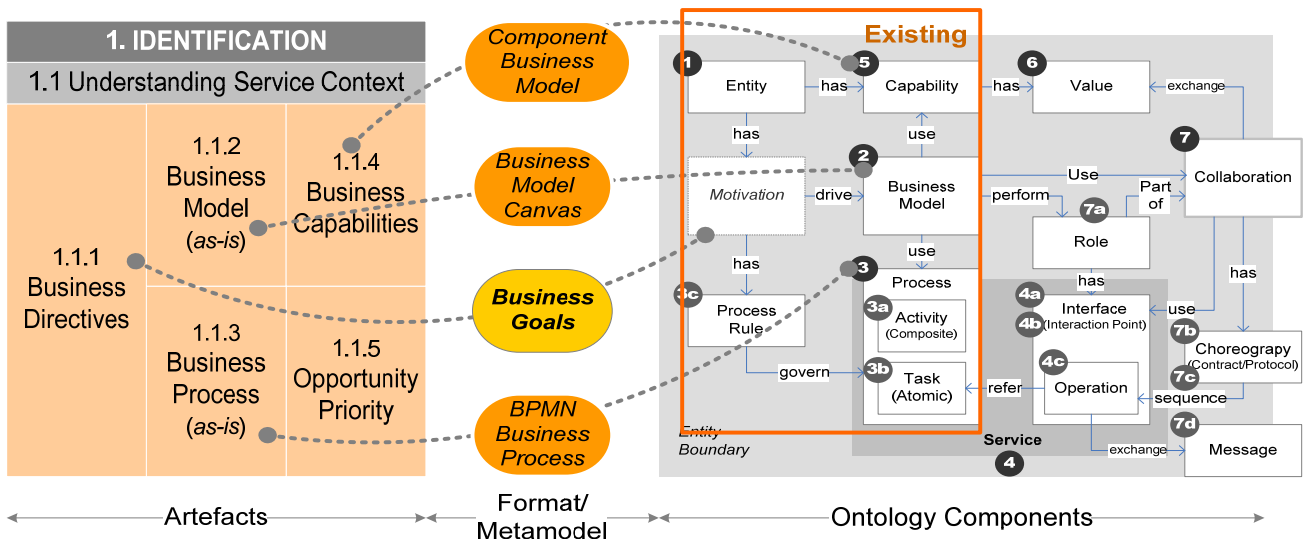 1. IDENTIFICATION
1.1 Understanding Service Context
1.1.1
Business
Directives
1.1.2
Business
Model
(as-is)
1.1.4
Business
Capabilities
1.1.3
Business
Process
(as-is)
1.1.5
Opportunity
Priority
Component
Business
Model
Business
Model
Canvas
Business
Goals
BPMN
Business
Process
Existing
1
Entity
has
5
Capability
has
6
Value
exchange
has
use
7
Collaboration
Motivation
drive
2
Business
Model
Use
perform
Part
of
7a
Role
has
use
has
has
3c
Process
Rule
govern
3
Process
3a
Activity
(Composite)
3b
Task
(Atomic)
refer
4a
Interface
4b
(Interaction Point)
4c
Operation
use
7b
Choreograpy
(Contract/Protocol)
7c
sequence
7d
Message
exchange
Entity
Boundary
Service
4
Artefacts
Format/
Metamodel
Ontology Components